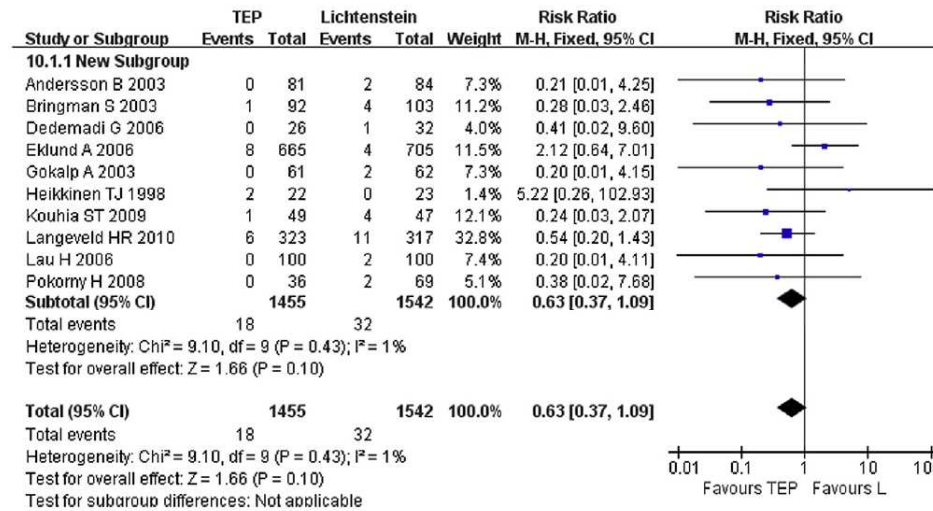 TEP Lichtenstein Risk Ratio Risk Ratio
Study or Subgroup Events Total Events Total Weight M-H, Fixed, 95% CI M-H, Fixed, 95% CI
10.1.1 New Subgroup
Andersson B 2003 0 81 2 84 7.3% 0.21 [0.01, 4.25]
Bringman S 2003 1 92 4 103 11.2% 0.28 [0.03, 2.46]
Dedemadi G 2006 0 26 1 32 4.0% 0.41 [0.02, 9.60]
Eklund A 2006 8 665 4 705 11.5% 2.12 [0.64, 7.01]
Gokalp A 2003 0 61 2 62 7.3% 0.20 [0.01, 4.15]
Heikkinen TJ 1998 2 22 0 23 1.4% 5.22 [0.26, 102.93]
Kouhia ST 2009 1 49 4 47 12.1% 0.24 [0.03, 2.07]
Langeveld HR 2010 6 323 11 317 32.8% 0.54 [0.20, 1.43]
Lau H 2006 0 100 2 100 7.4% 0.20 [0.01, 4.11]
Pokorny H 2008 0 36 2 69 5.1% 0.38 [0.02, 7.68]
Subtotal (95% CI) 1455 1542 100.0% 0.63 [0.37, 1.09]
Total events 18 32
Heterogeneity: Chi² = 9.10, df = 9 (P = 0.43); I² = 1%
Test for overall effect: Z = 1.66 (P = 0.10)
Total (95% CI) 1455 1542 100.0% 0.63 [0.37, 1.09]
Total events 18 32
Heterogeneity: Chi² = 9.10, df = 9 (P = 0.43); I² = 1%
Test for overall effect: Z = 1.66 (P = 0.10)
Test for subgroup differences: Not applicable
0.01 0.1 1 10 10
Favours TEP Favours L